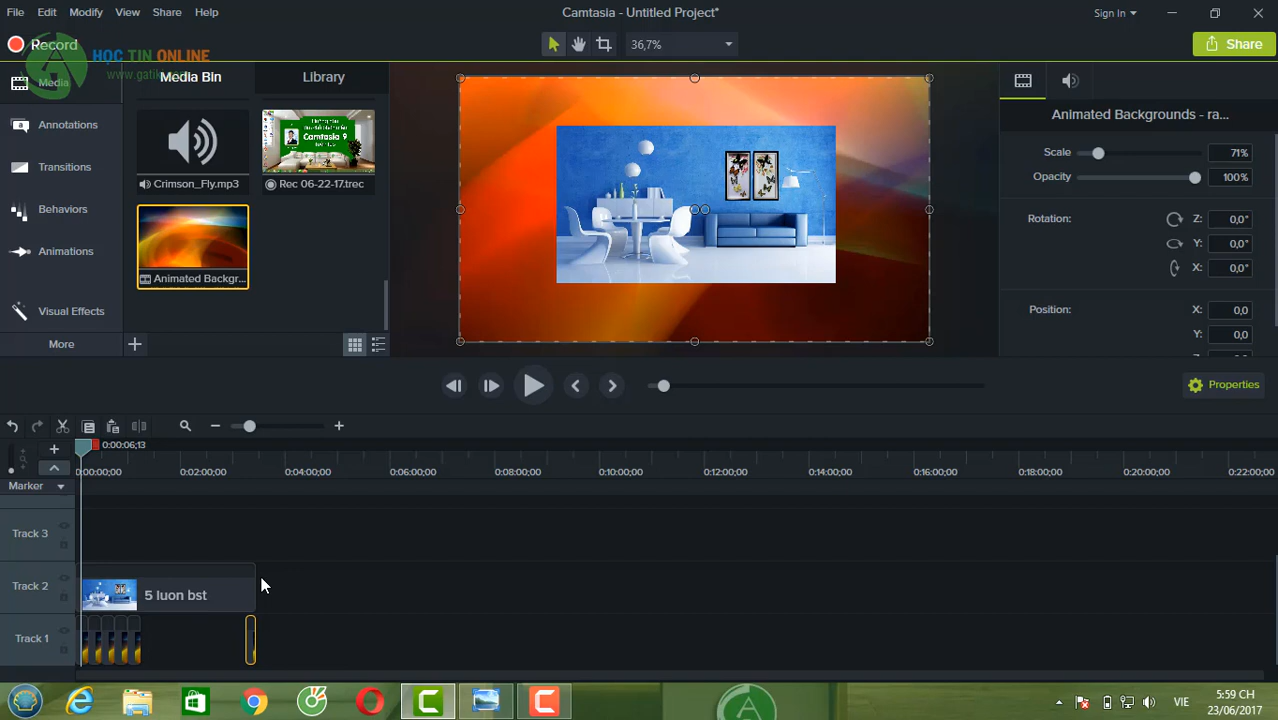 File Edit Modify View Share Help Camtasia - Untitled Project* Sign In
Record HỌC TIN ONLINE 36,7% Share
Media Media Bin Library
Annotations
Transitions
Behaviors
Animations
Visual Effects
More
Crimson_Fly.mp3 Rec 06-22-17.trec
Camtasia 9
Animated Backgr...
Animated Backgrounds - ra...
Scale 71%
Opacity 100%
Rotation: Z: 0,0°
Y: 0,0°
X: 0,0°
Position: X: 0,0
Y: 0,0
Properties
0:00:06;13
0:00:00;00 0:02:00;00 0:04:00;00 0:06:00;00 0:08:00;00 0:10:00;00 0:12:00;00 0:14:00;00 0:16:00;00 0:18:00;00 0:20:00;00 0:22:00;00
Marker
Track 3
Track 2 5 luon bst
Track 1
VIE 5:59 CH
23/06/2017